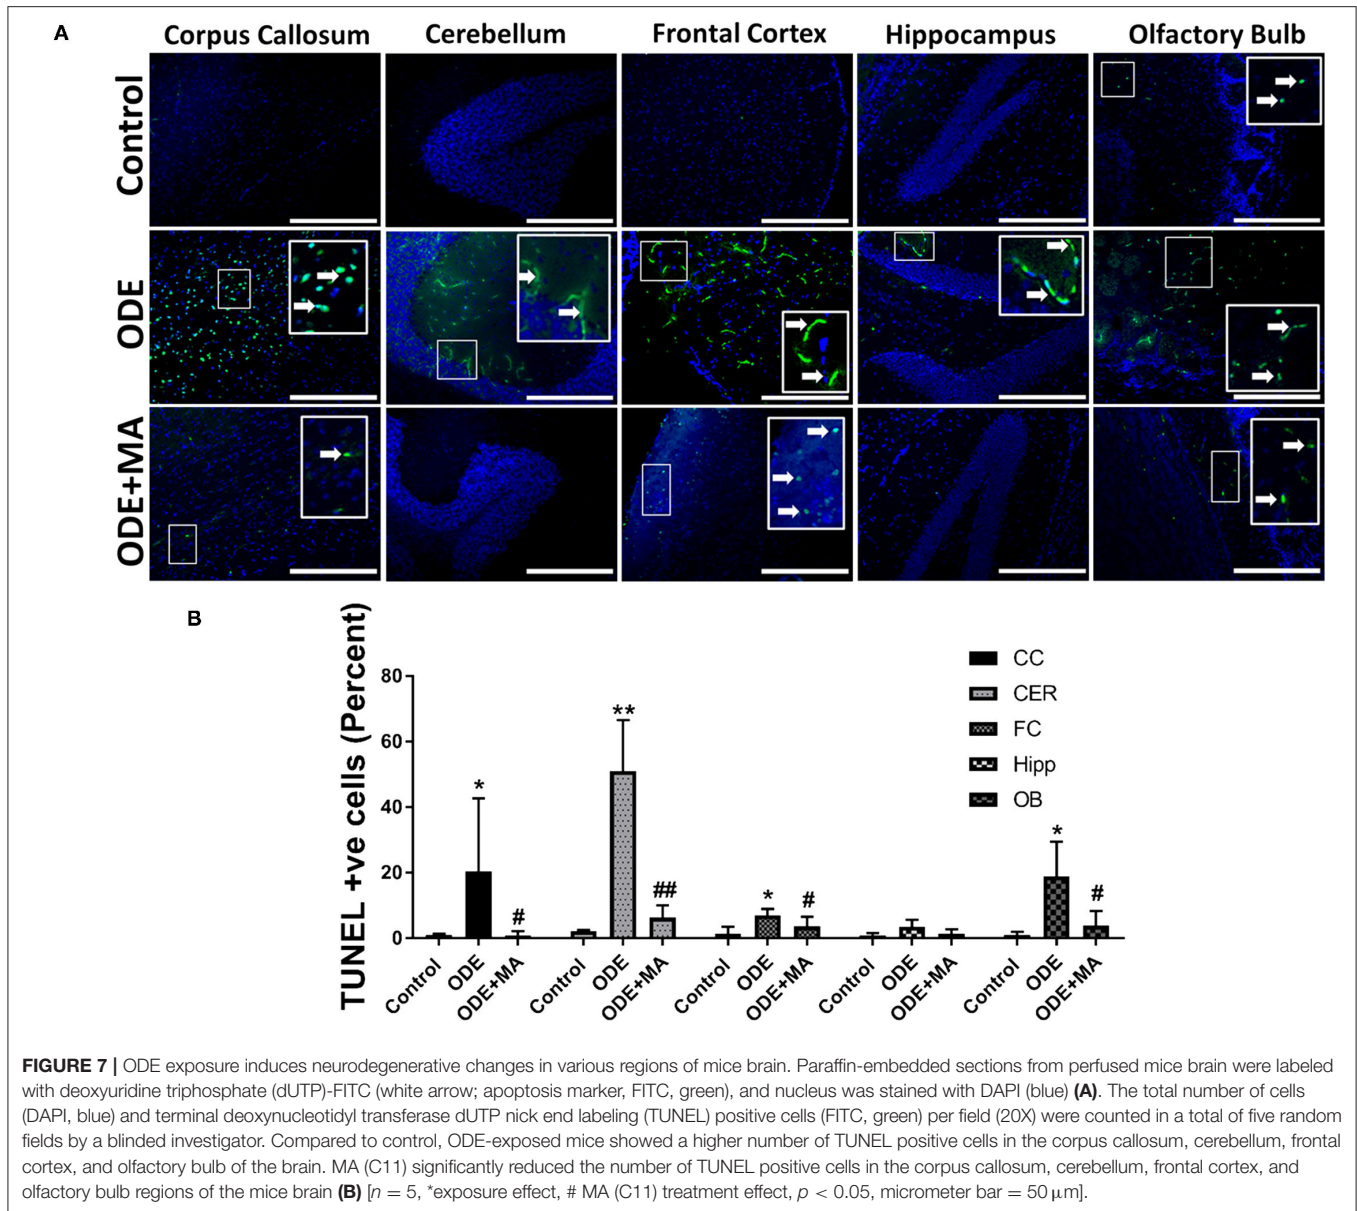 A
Corpus Callosum Cerebellum Frontal Cortex Hippocampus Olfactory Bulb
Control
ODE
ODE+MA
B
TUNEL +ve cells (Percent)
80
60
40
20
0
*
#
**
##
*
#
*
#
CC
CER
FC
Hipp
OB
Control ODE ODE+MA Control ODE ODE+MA Control ODE ODE+MA Control ODE ODE+MA Control ODE ODE+MA
FIGURE 7 | ODE exposure induces neurodegenerative changes in various regions of mice brain. Paraffin-embedded sections from perfused mice brain were labeled
with deoxyuridine triphosphate (dUTP)-FITC (white arrow; apoptosis marker, FITC, green), and nucleus was stained with DAPI (blue) (A). The total number of cells
(DAPI, blue) and terminal deoxynucleotidyl transferase dUTP nick end labeling (TUNEL) positive cells (FITC, green) per field (20X) were counted in a total of five random
fields by a blinded investigator. Compared to control, ODE-exposed mice showed a higher number of TUNEL positive cells in the corpus callosum, cerebellum, frontal
cortex, and olfactory bulb of the brain. MA (C11) significantly reduced the number of TUNEL positive cells in the corpus callosum, cerebellum, frontal cortex, and
olfactory bulb regions of the mice brain (B) [n = 5, *exposure effect, # MA (C11) treatment effect, p < 0.05, micrometer bar = 50 μm].